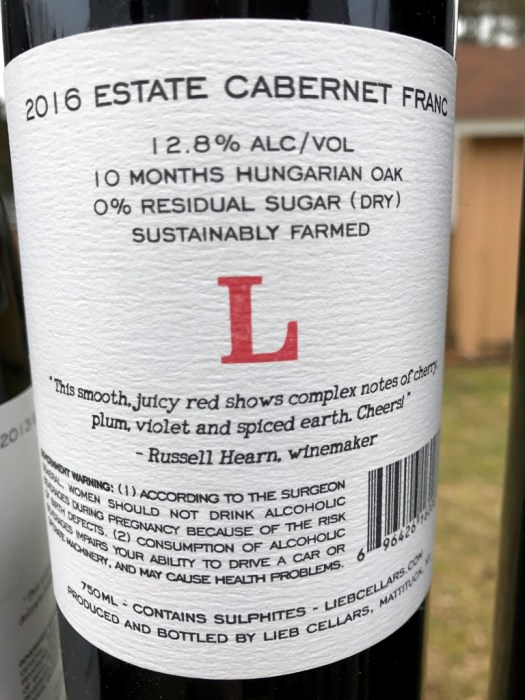 2016 ESTATE CABERNET FRANC
12.8% ALC/VOL
10 MONTHS HUNGARIAN OAK
0% RESIDUAL SUGAR (DRY)
SUSTAINABLY FARMED
L
"This smooth, juicy red shows complex notes of cherry,
plum, violet and spiced earth. Cheers!"
- Russell Hearn, winemaker
WARNING: (1) ACCORDING TO THE SURGEON
WOMEN SHOULD NOT DRINK ALCOHOLIC
DURING PREGNANCY BECAUSE OF THE RISK
DEFECTS. (2) CONSUMPTION OF ALCOHOLIC
IMPAIRS YOUR ABILITY TO DRIVE A CAR OR
MACHINERY, AND MAY CAUSE HEALTH PROBLEMS.
750ML - CONTAINS SULPHITES - LIEBCELLARS.COM
PRODUCED AND BOTTLED BY LIEB CELLARS, MATTITUCK,